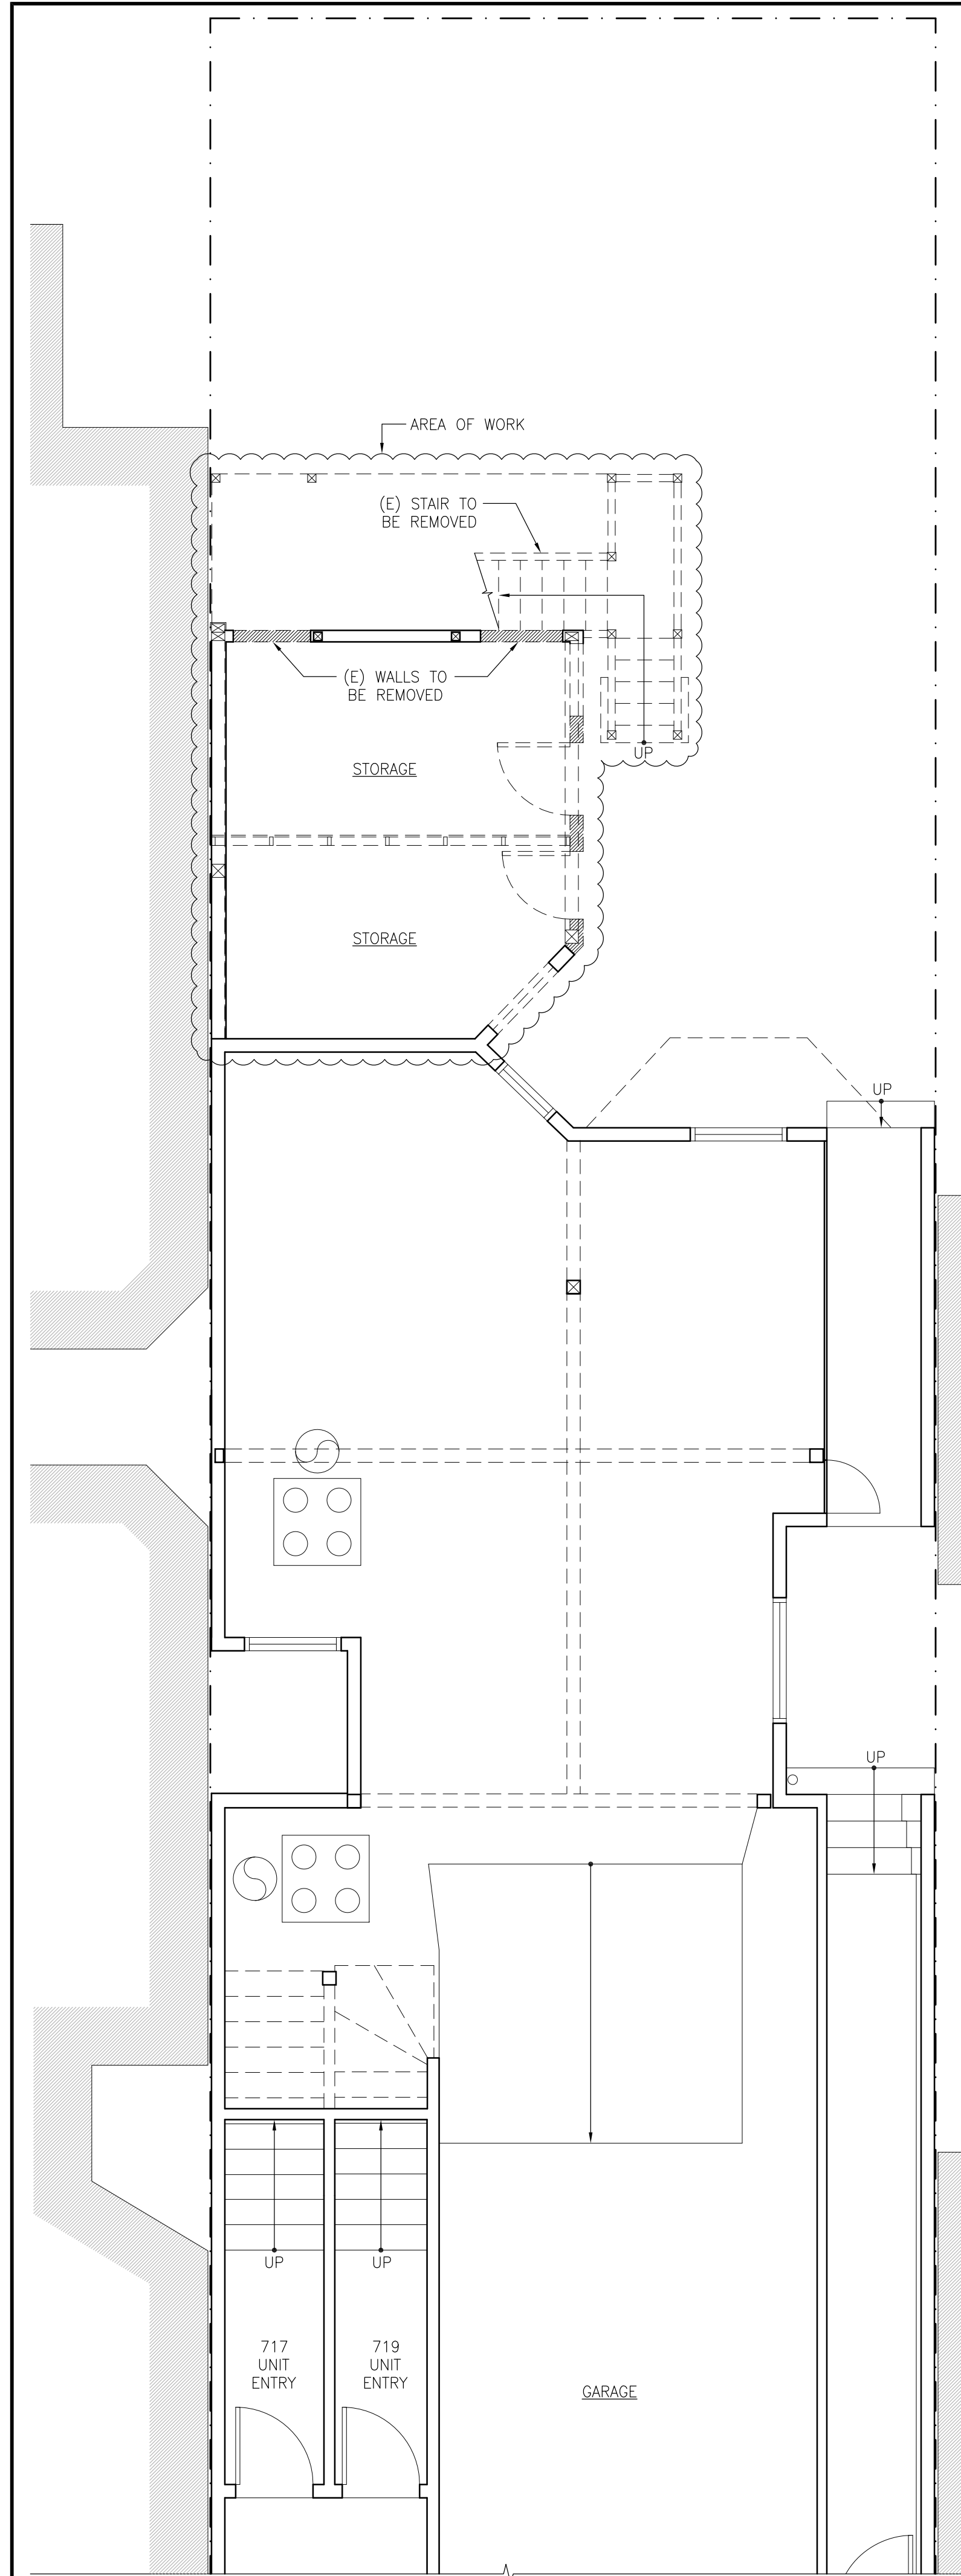 AREA OF WORK
(E) STAIR TO
BE REMOVED
(E) WALLS TO
BE REMOVED
UP
STORAGE
STORAGE
UP
UP
UP
UP
717
UNIT
ENTRY
719
UNIT
ENTRY
GARAGE